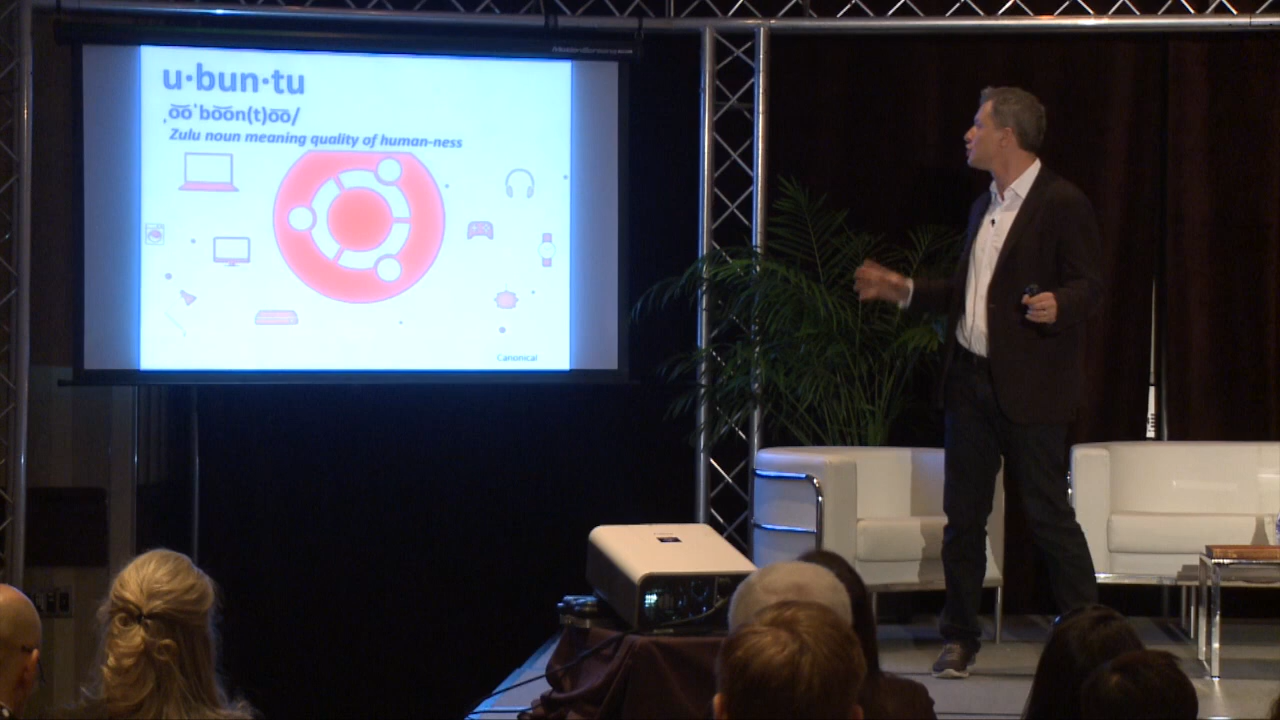 u·bun·tu
ˌo͝oˈbo͝on(t)o͞o/
Zulu noun meaning quality of human-ness
Canonical